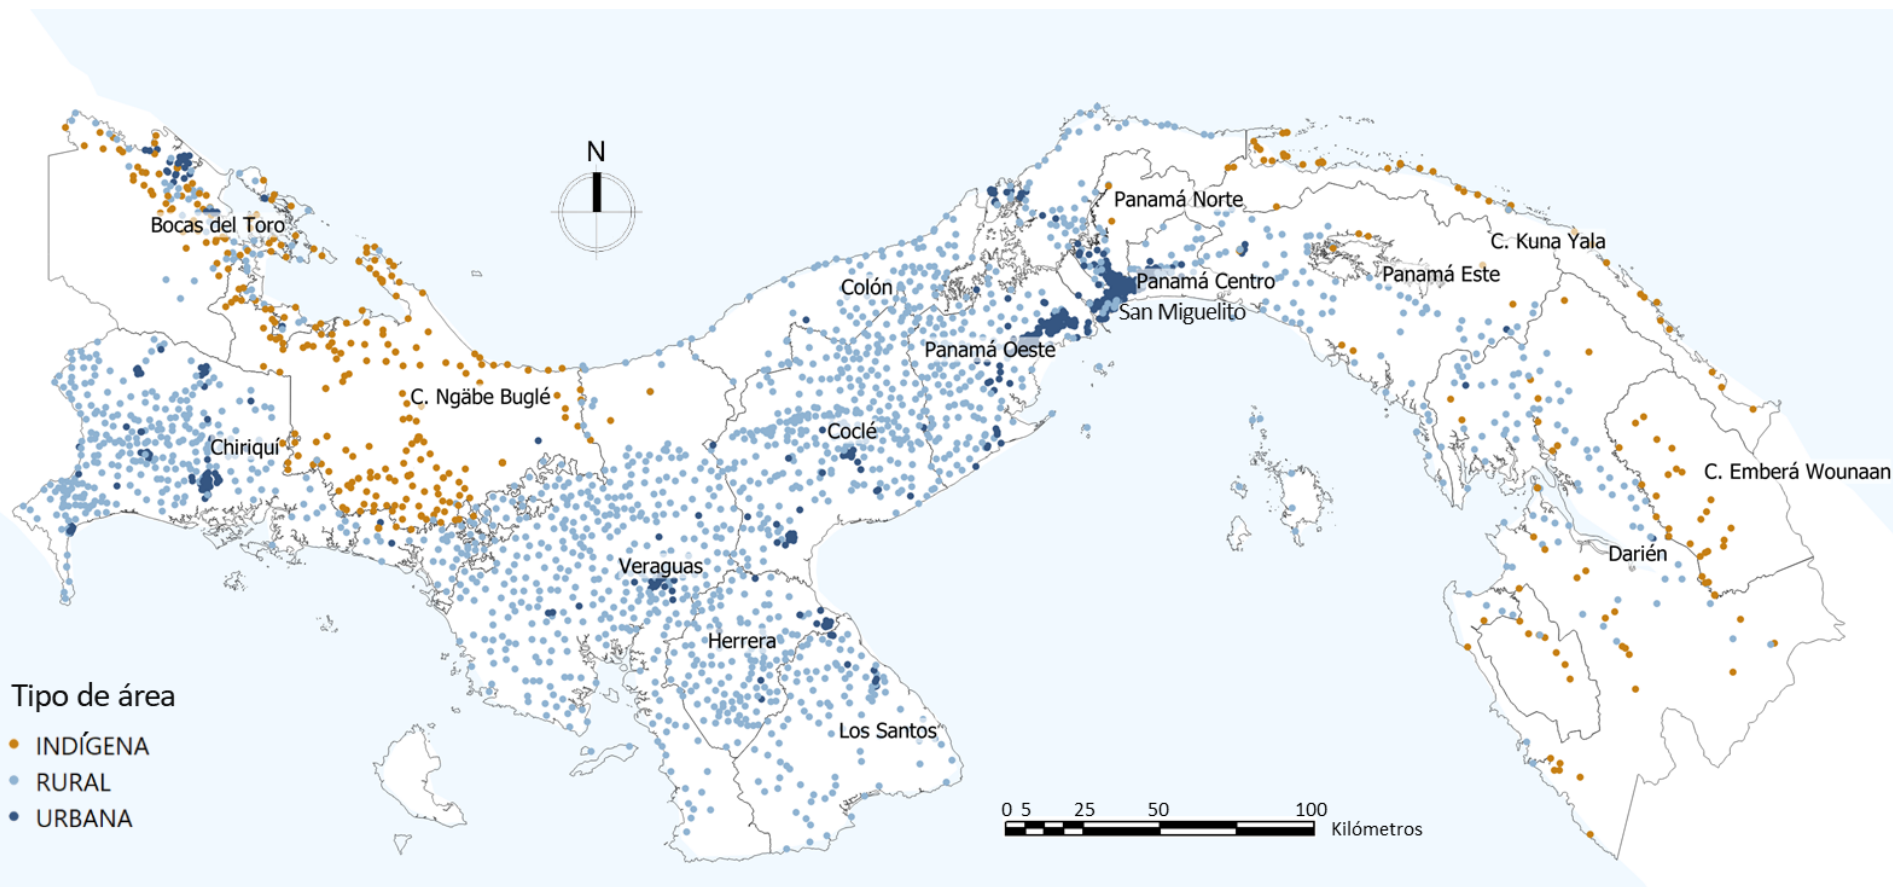 N
Panamá Norte
Bocas del Toro
C. Kuna Yala
Panamá Este
Colón
Panamá Centro
San Miguelito
Panamá Oeste
C. Ngäbe Buglé
Coclé
Chiriquí
C. Emberá Wounaan
Darién
Veraguas
Herrera
Los Santos
Tipo de área
INDÍGENA
RURAL
URBANA
0 5 25 50 100
Kilómetros